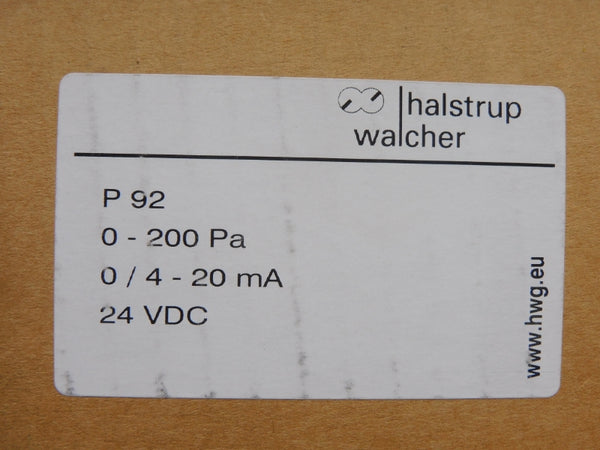 halstrup
walcher
P 92
0 - 200 Pa
0 / 4 - 20 mA
24 VDC
www.hwg.eu